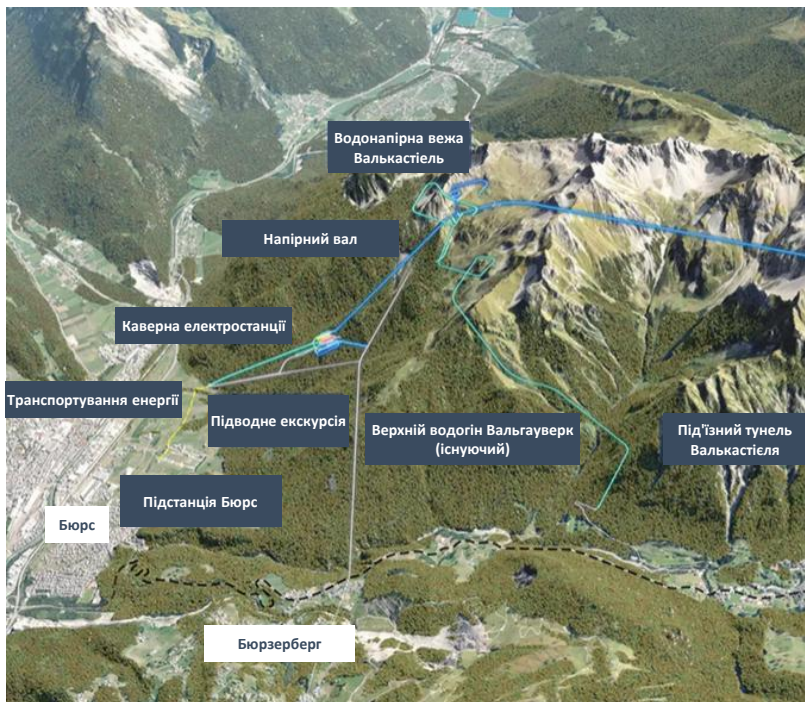 Водонапірна вежа
Валькастіель
Напірний вал
Каверна електростанції
Транспортування енергії
Підводне екскурсія
Верхній водогін Вальгауверк
(існуючий)
Під'їзний тунель
Валькастієля
Підстанція Бюрс
Бюрс
Бюрзерберг